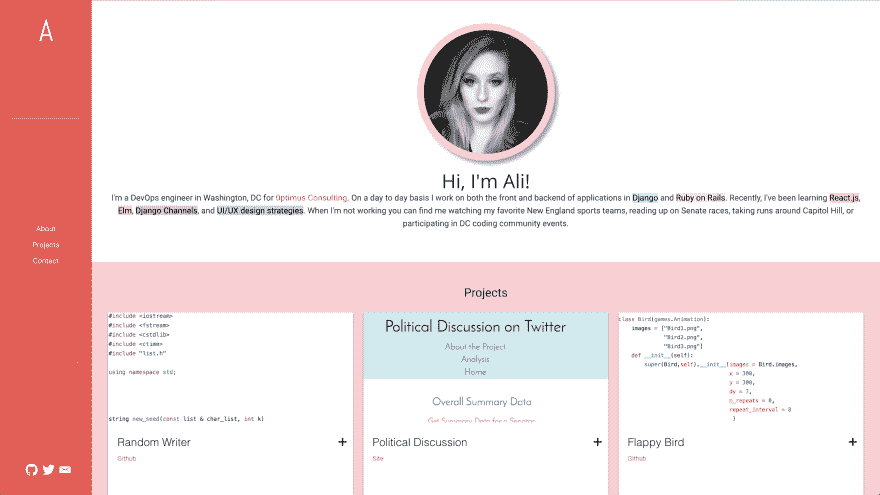 A
About
Projects
Contact
Hi, I'm Ali!
I'm a DevOps engineer in Washington, DC for Optimus Consulting. On a day to day basis I work on both the front and backend of applications in Django and Ruby on Rails. Recently, I've been learning React.js,
Elm, Django Channels, and UI/UX design strategies. When I'm not working you can find me watching my favorite New England sports teams, reading up on Senate races, taking runs around Capitol Hill, or
participating in DC coding community events.
Projects
#include <iostream>
#include <fstream>
#include <cstdlib>
#include <ctime>
#include "list.h"
using namespace std;
string new_seed(const list & char_list, int k)
Random Writer
+
Github
Political Discussion on Twitter
About the Project
Analysis
Home
Overall Summary Data
Get Summary Data for a Senator
Political Discussion
+
Site
class Bird(games.Animation):
images = ["Bird1.png",
"Bird2.png",
"Bird3.png"]
def __init__(self):
super(Bird,self).__init__(images = Bird.images,
x = 300,
y = 300,
dy = 7,
n_repeats = 0,
repeat_interval = 8
)
Flappy Bird
+
Github